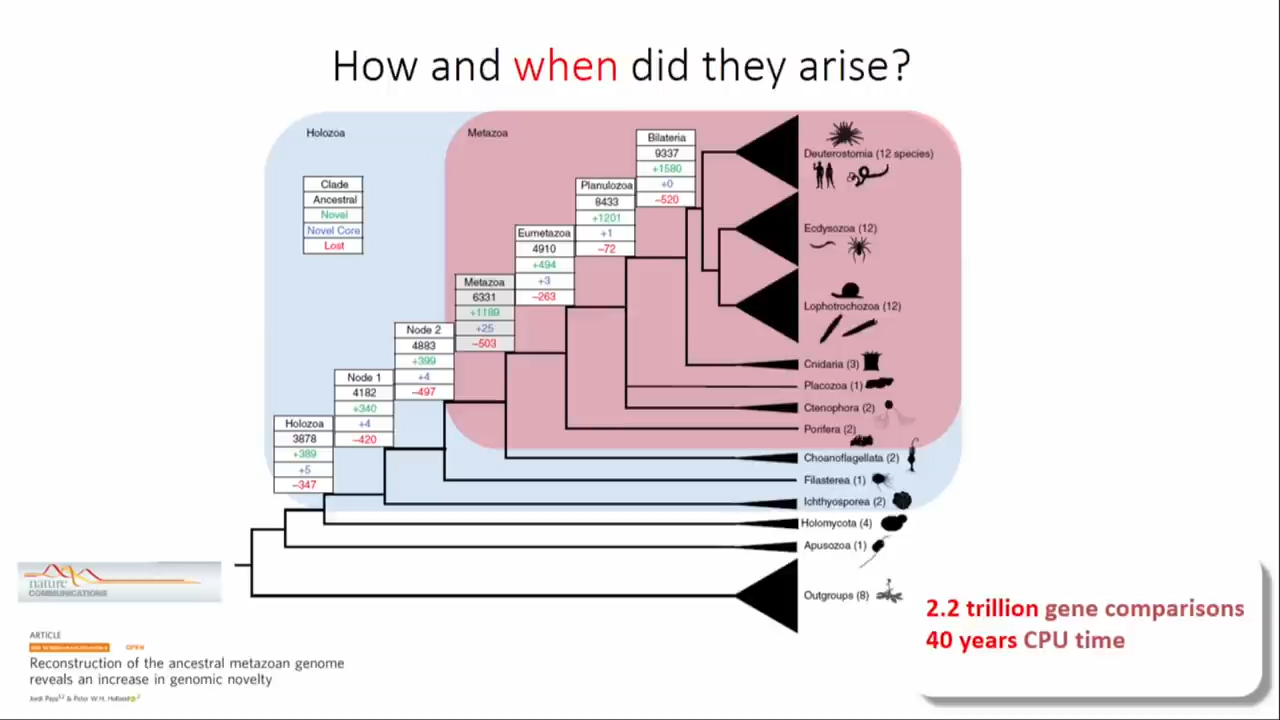 How and when did they arise?
Holozoa
Metazoa
Clade
Ancestral
Novel
Novel Core
Lost
Bilateria
9337
+1580
+0
−520
Planulozoa
8433
+1201
+1
−72
Eumetazoa
4910
+494
+3
−263
Metazoa
6331
+1189
+25
−503
Node 2
4883
+399
+4
−497
Node 1
4182
+340
+4
−420
Holozoa
3878
+389
+5
−347
Deuterostomia (12 species)
Ecdysozoa (12)
Lophotrochozoa (12)
Cnidaria (3)
Placozoa (1)
Ctenophora (2)
Porifera (2)
Choanoflagellata (2)
Filasterea (1)
Ichthyosporea (2)
Holomycota (4)
Apusozoa (1)
Outgroups (8)
nature
COMMUNICATIONS
ARTICLE
OPEN
Reconstruction of the ancestral metazoan genome
reveals an increase in genomic novelty
Jordi Paps & Peter W.H. Holland
2.2 trillion gene comparisons
40 years CPU time